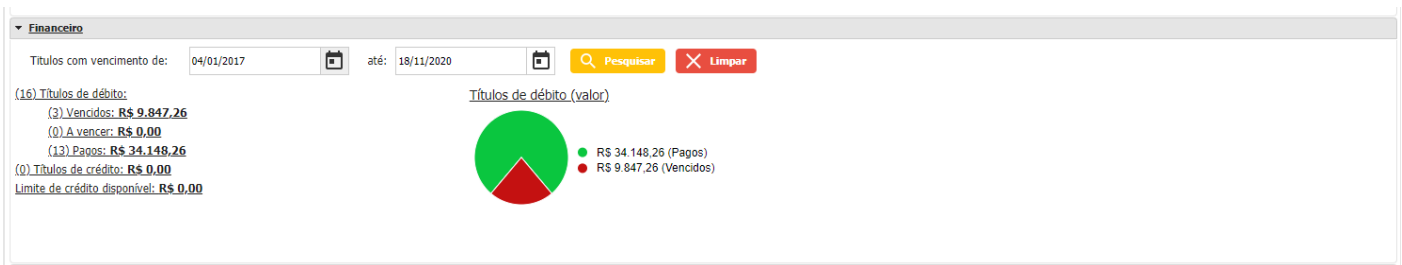 Financeiro
Títulos com vencimento de: 04/01/2017 até: 18/11/2020 Pesquisar Limpar
(16) Títulos de débito:
(3) Vencidos: R$ 9.847,26
(0) A vencer: R$ 0,00
(13) Pagos: R$ 34.148,26
(0) Títulos de crédito: R$ 0,00
Limite de crédito disponível: R$ 0,00
Títulos de débito (valor)
R$ 34.148,26 (Pagos)
R$ 9.847,26 (Vencidos)